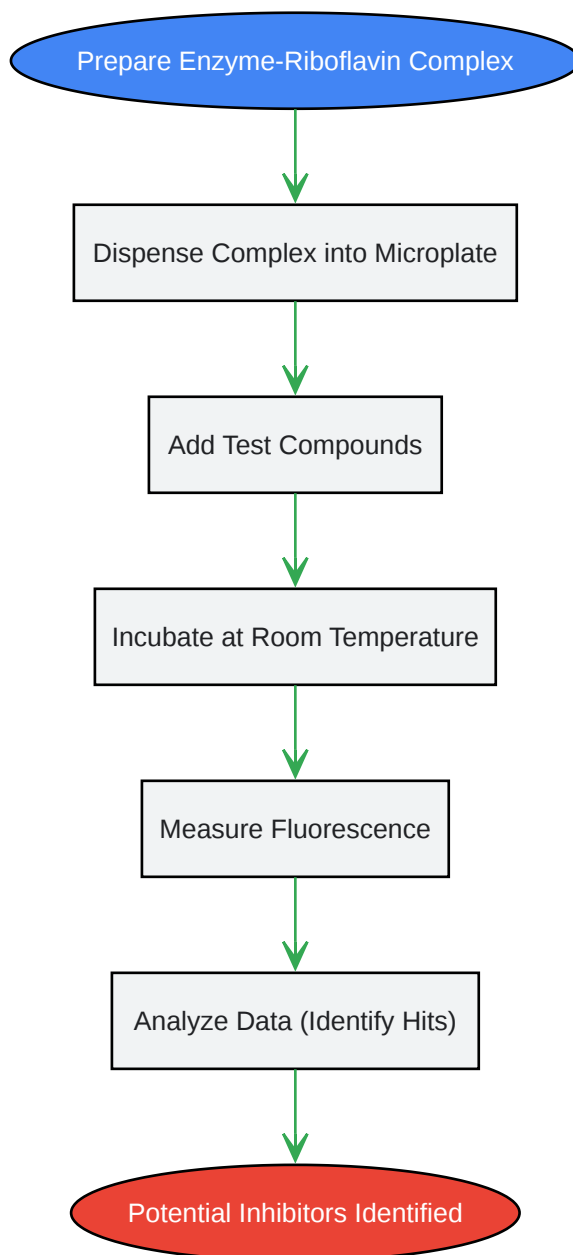 Prepare Enzyme-Riboflavin Complex
Dispense Complex into Microplate
Add Test Compounds
Incubate at Room Temperature
Measure Fluorescence
Analyze Data (Identify Hits)
Potential Inhibitors Identified